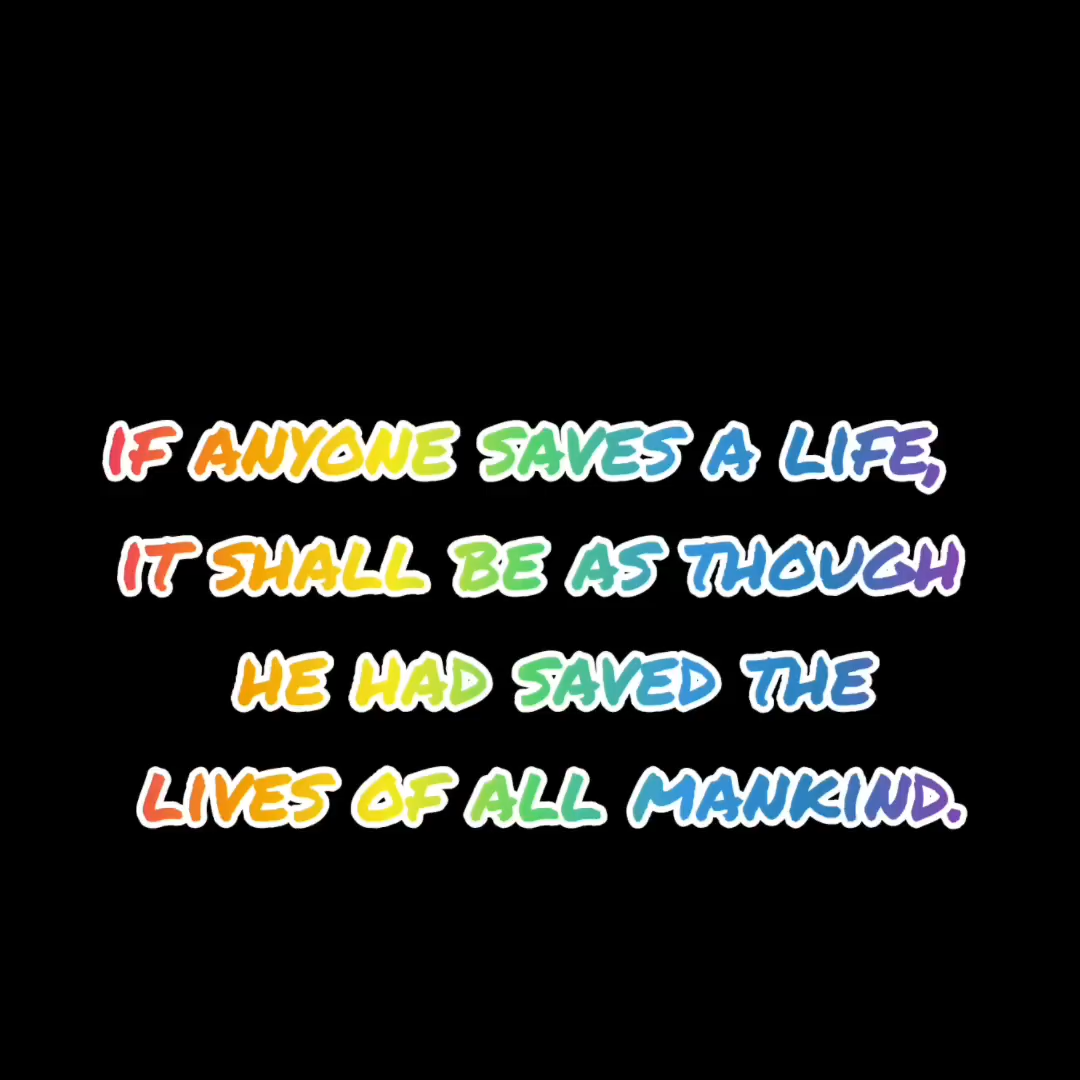 IF ANYONE SAVES A LIFE,
IT SHALL BE AS THOUGH
HE HAD SAVED THE
LIVES OF ALL MANKIND.